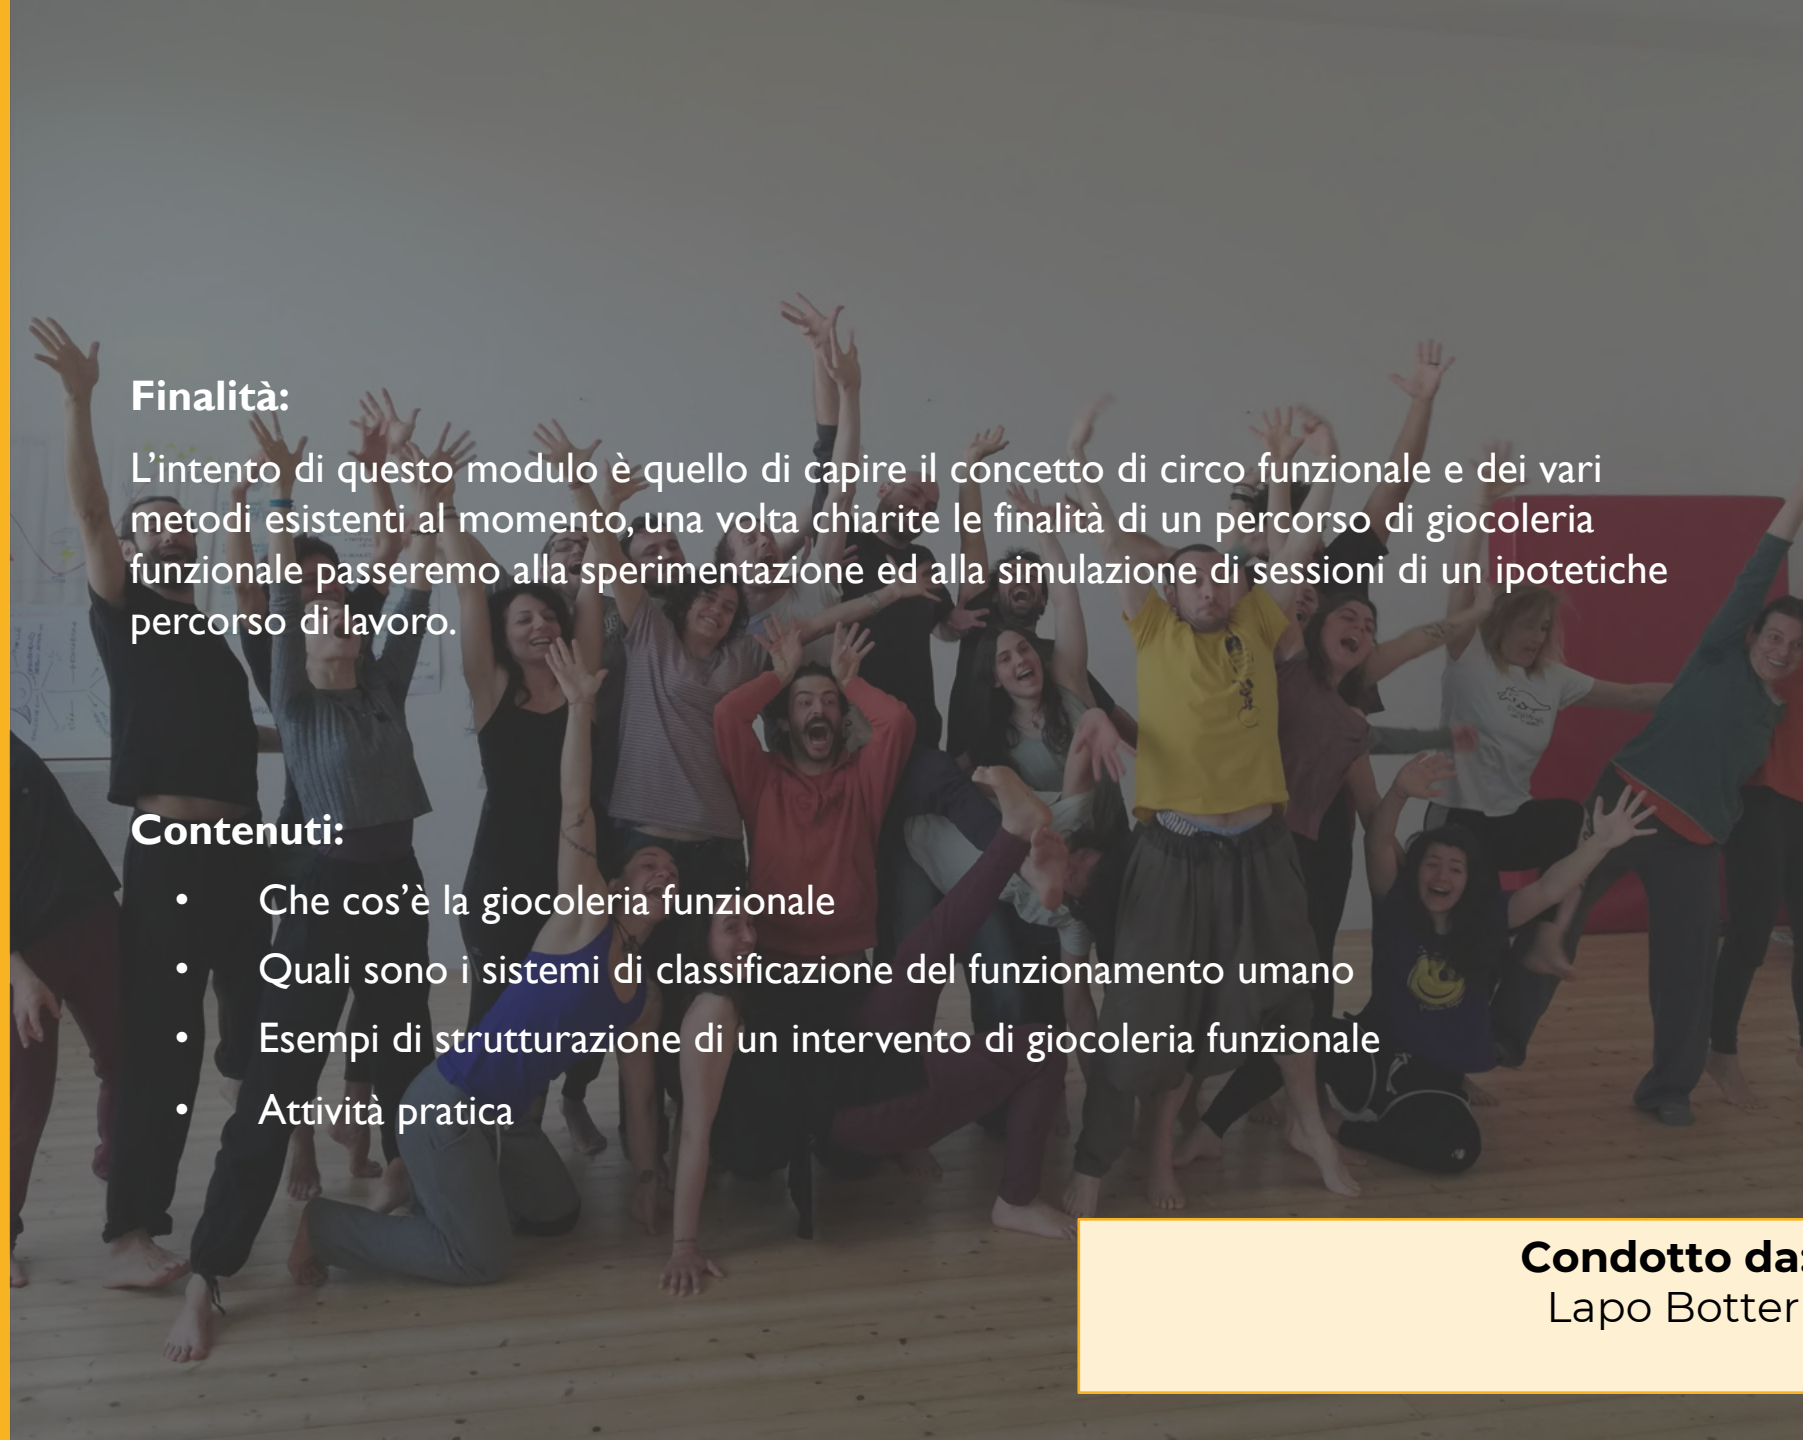 Finalità:
L’intento di questo modulo è quello di capire il concetto di circo funzionale e dei vari
metodi esistenti al momento, una volta chiarite le finalità di un percorso di giocoleria
funzionale passeremo alla sperimentazione ed alla simulazione di sessioni di un ipotetiche
percorso di lavoro.
Contenuti:
• Che cos’è la giocoleria funzionale
• Quali sono i sistemi di classificazione del funzionamento umano
• Esempi di strutturazione di un intervento di giocoleria funzionale
• Attività pratica
Condotto da:
Lapo Botter